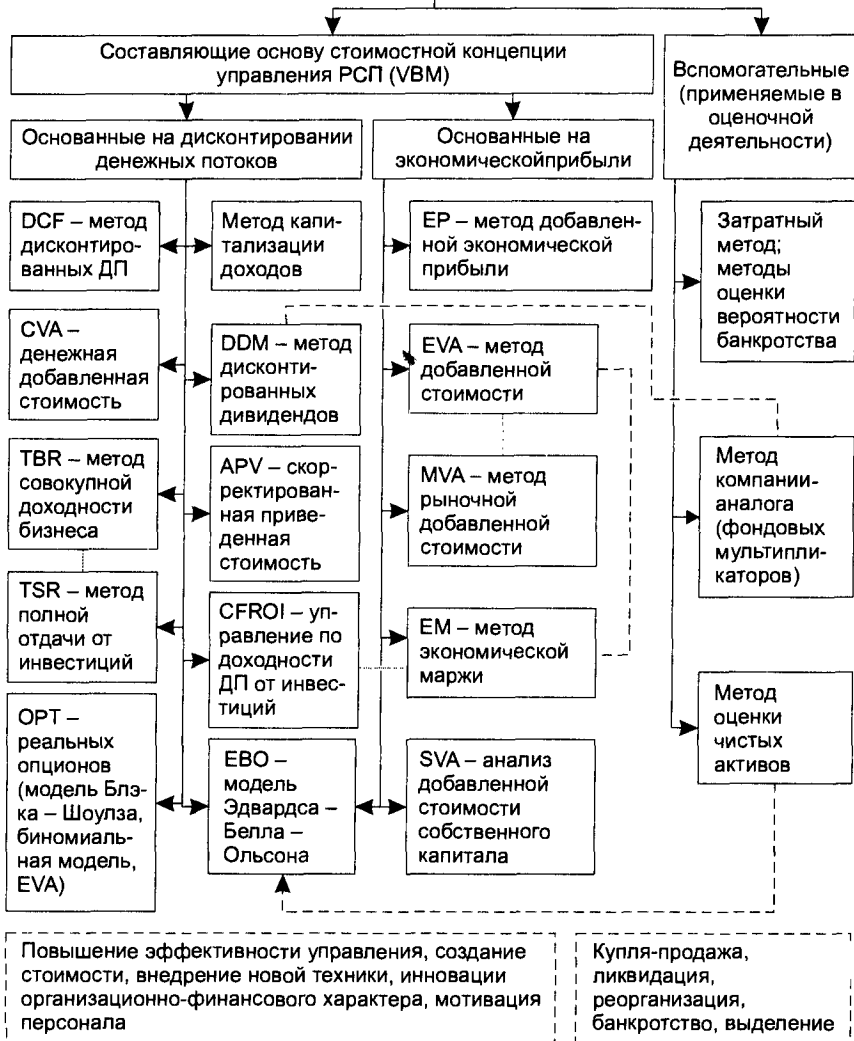 Составляющие основу стоимостной концепции
управления РСП (VBM)
Вспомогательные
(применяемые в
оценочной
деятельности)
Основанные на дисконтировании
денежных потоков
Основанные на
экономическойприбыли
DCF – метод
дисконтиро-
ванных ДП
Метод капи-
тализации
доходов
EP – метод добавлен-
ной экономической
прибыли
Затратный
метод;
методы
оценки
вероятности
банкротства
CVA –
денежная
добавленная
стоимость
DDM – метод
дисконти-
рованных
дивидендов
EVA – метод
добавленной
стоимости
TBR – метод
совокупной
доходности
бизнеса
APV – скор-
ректирован-
ная приве-
денная
стоимость
MVA – метод
рыночной
добавленной
стоимости
Метод
компании-
аналога
(фондовых
мультипли-
каторов)
TSR – метод
полной
отдачи от
инвестиций
CFROI – уп-
равление по
доходности
ДП от инвес-
тиций
EM – метод
экономической
маржи
Метод
оценки
чистых
активов
OPT –
реальных
опционов
(модель Блэ-
ка – Шоулза,
биномиаль-
ная модель,
EVA)
EBO –
модель
Эдвардса –
Белла –
Ольсона
SVA – анализ
добавленной
стоимости
собственного
капитала
Повышение эффективности управления, создание
стоимости, внедрение новой техники, инновации
организационно-финансового характера, мотивация
персонала
Купля-продажа,
ликвидация,
реорганизация,
банкротство, выделение